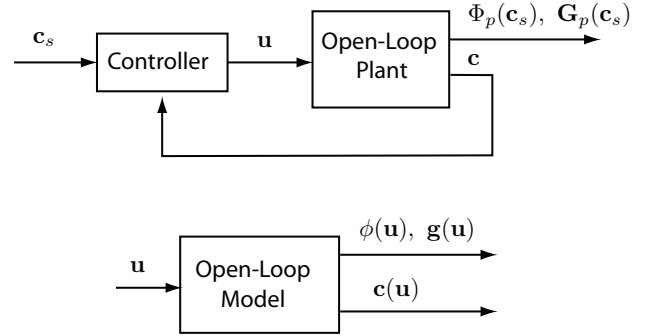 Φ_p(c_s), G_p(c_s)
c_s
Controller
u
Open-Loop
Plant
c
ϕ(u), g(u)
u
Open-Loop
Model
c(u)